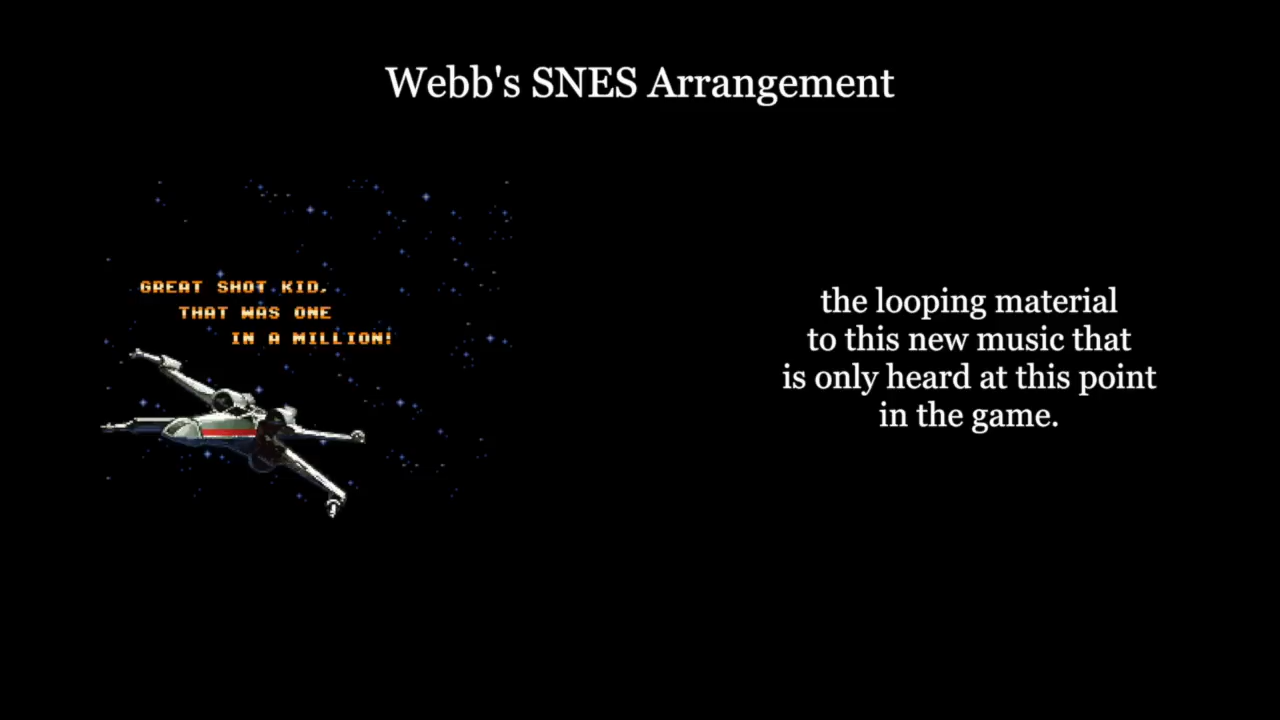 Webb's SNES Arrangement
GREAT SHOT KID,
THAT WAS ONE
IN A MILLION!
the looping material
to this new music that
is only heard at this point
in the game.